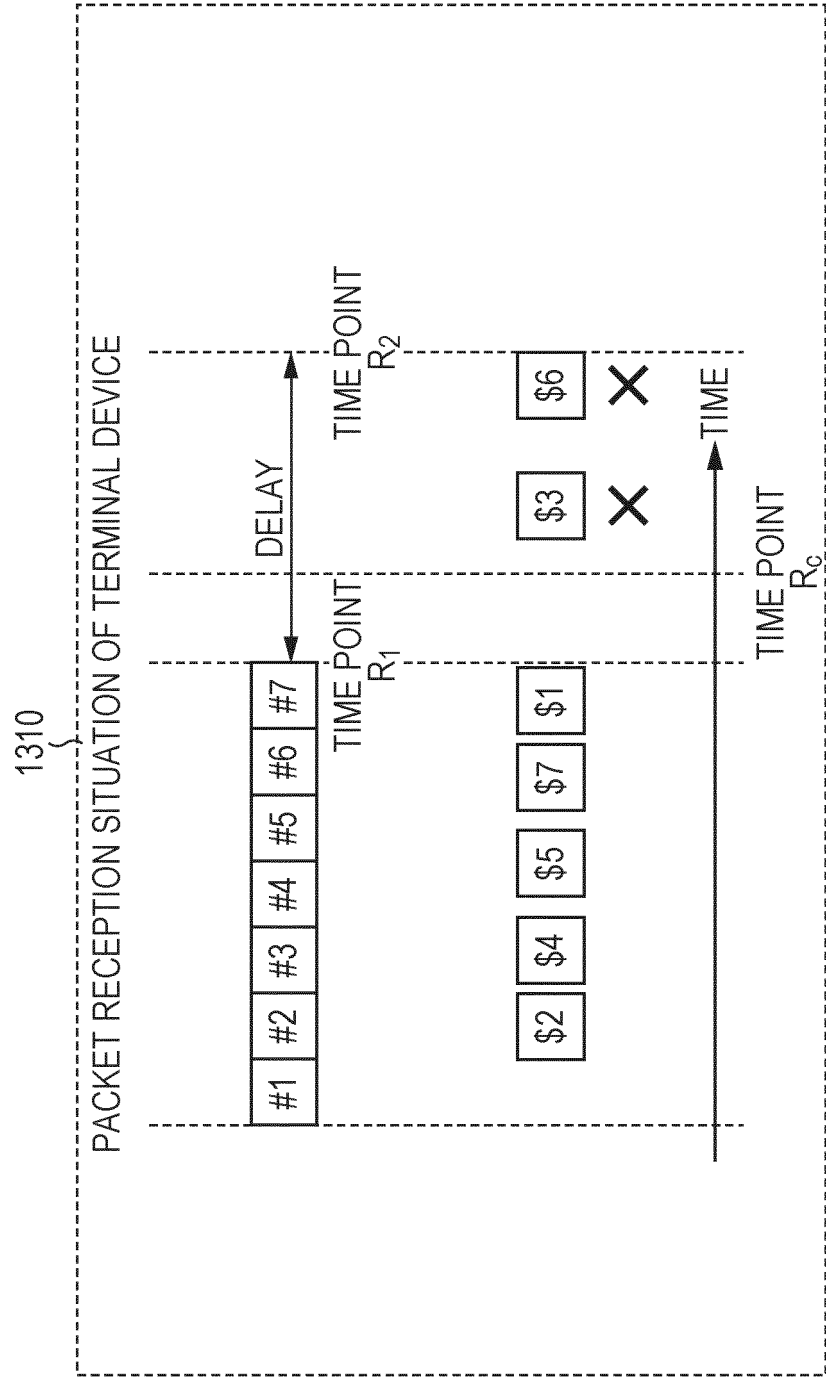 1310
PACKET RECEPTION SITUATION OF TERMINAL DEVICE
#1 #2 #3 #4 #5 #6 #7
DELAY
TIME POINT
R1
TIME POINT
R2
$2 $4 $5 $7 $1 $3 $6
TIME
TIME POINT
Rc